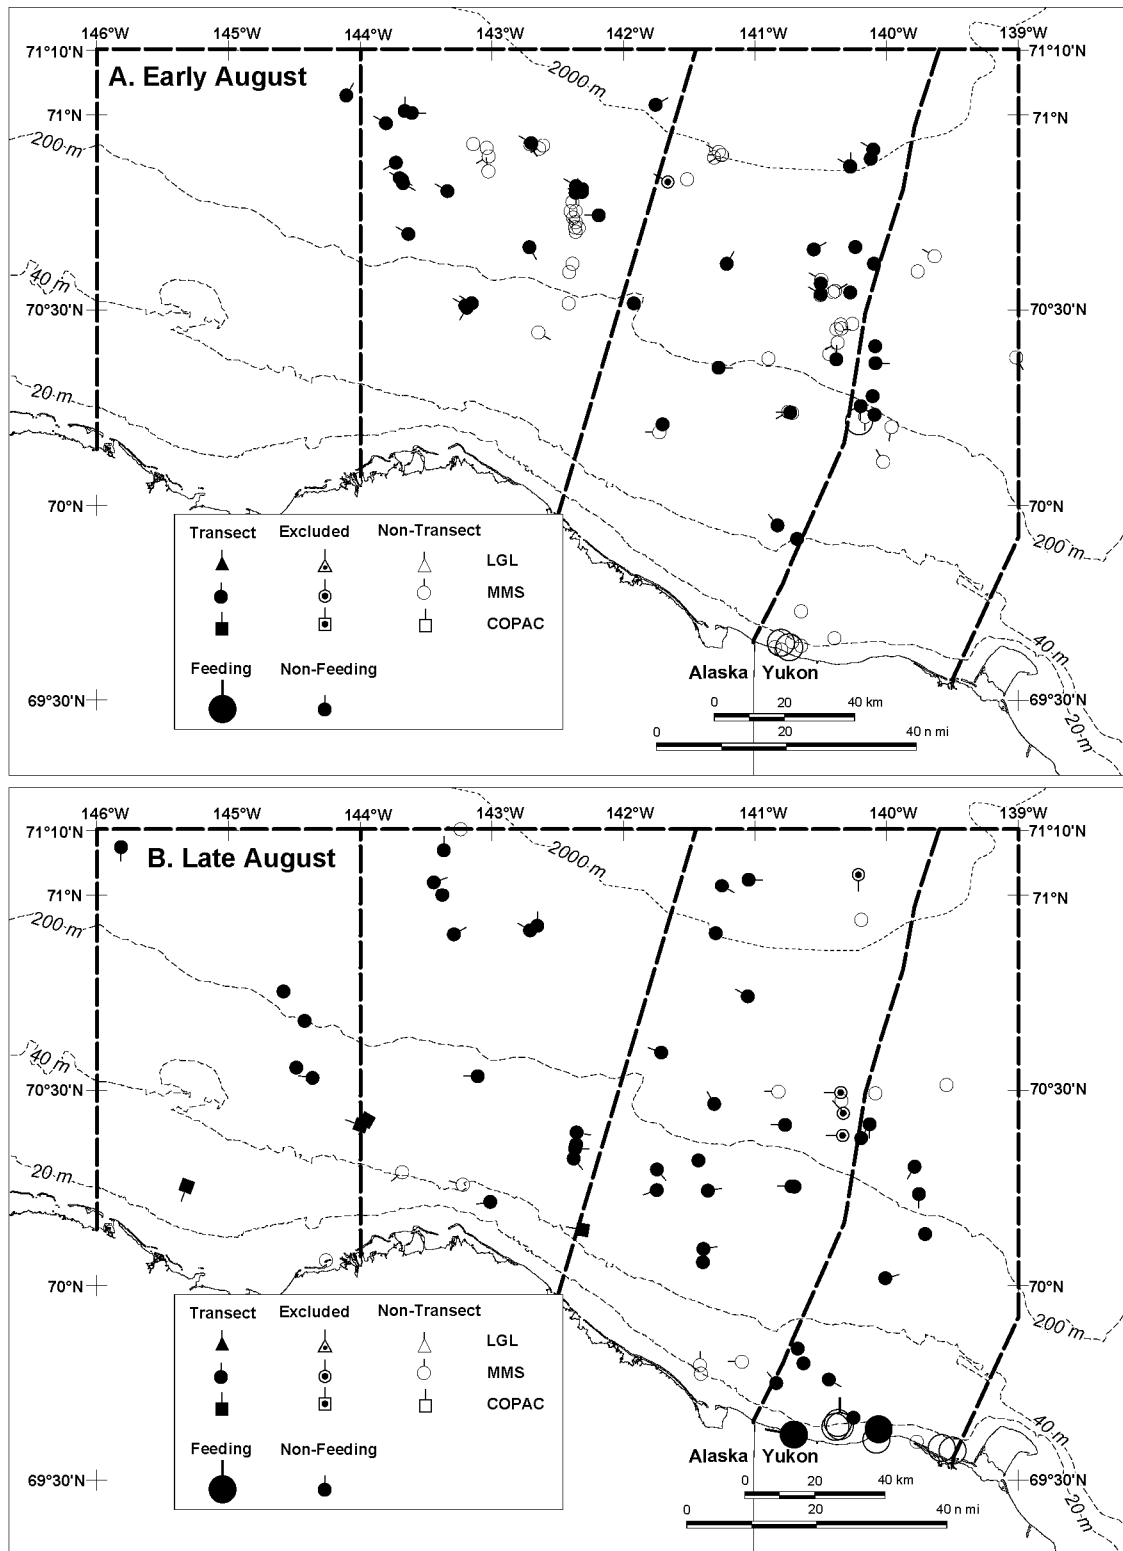 146°W 145°W 144°W 143°W 142°W 141°W 140°W 139°W
71°10'N 71°10'N
A. Early August
2000 m
71°N 71°N
200 m
40 m
70°30'N 70°30'N
20 m
70°N 70°N
200 m
Transect Excluded Non-Transect
LGL
MMS
COPAC
40 m
Feeding Non-Feeding
Alaska Yukon
20 m
69°30'N 69°30'N
0 20 40 km
0 20 40 n mi
146°W 145°W 144°W 143°W 142°W 141°W 140°W 139°W
71°10'N 71°10'N
B. Late August
2000 m
71°N 71°N
200 m
40 m
70°30'N 70°30'N
20 m
70°N 70°N
Transect Excluded Non-Transect
200 m
LGL
MMS
COPAC
40 m
Feeding Non-Feeding
Alaska Yukon
20 m
69°30'N 69°30'N
0 20 40 km
0 20 40 n mi